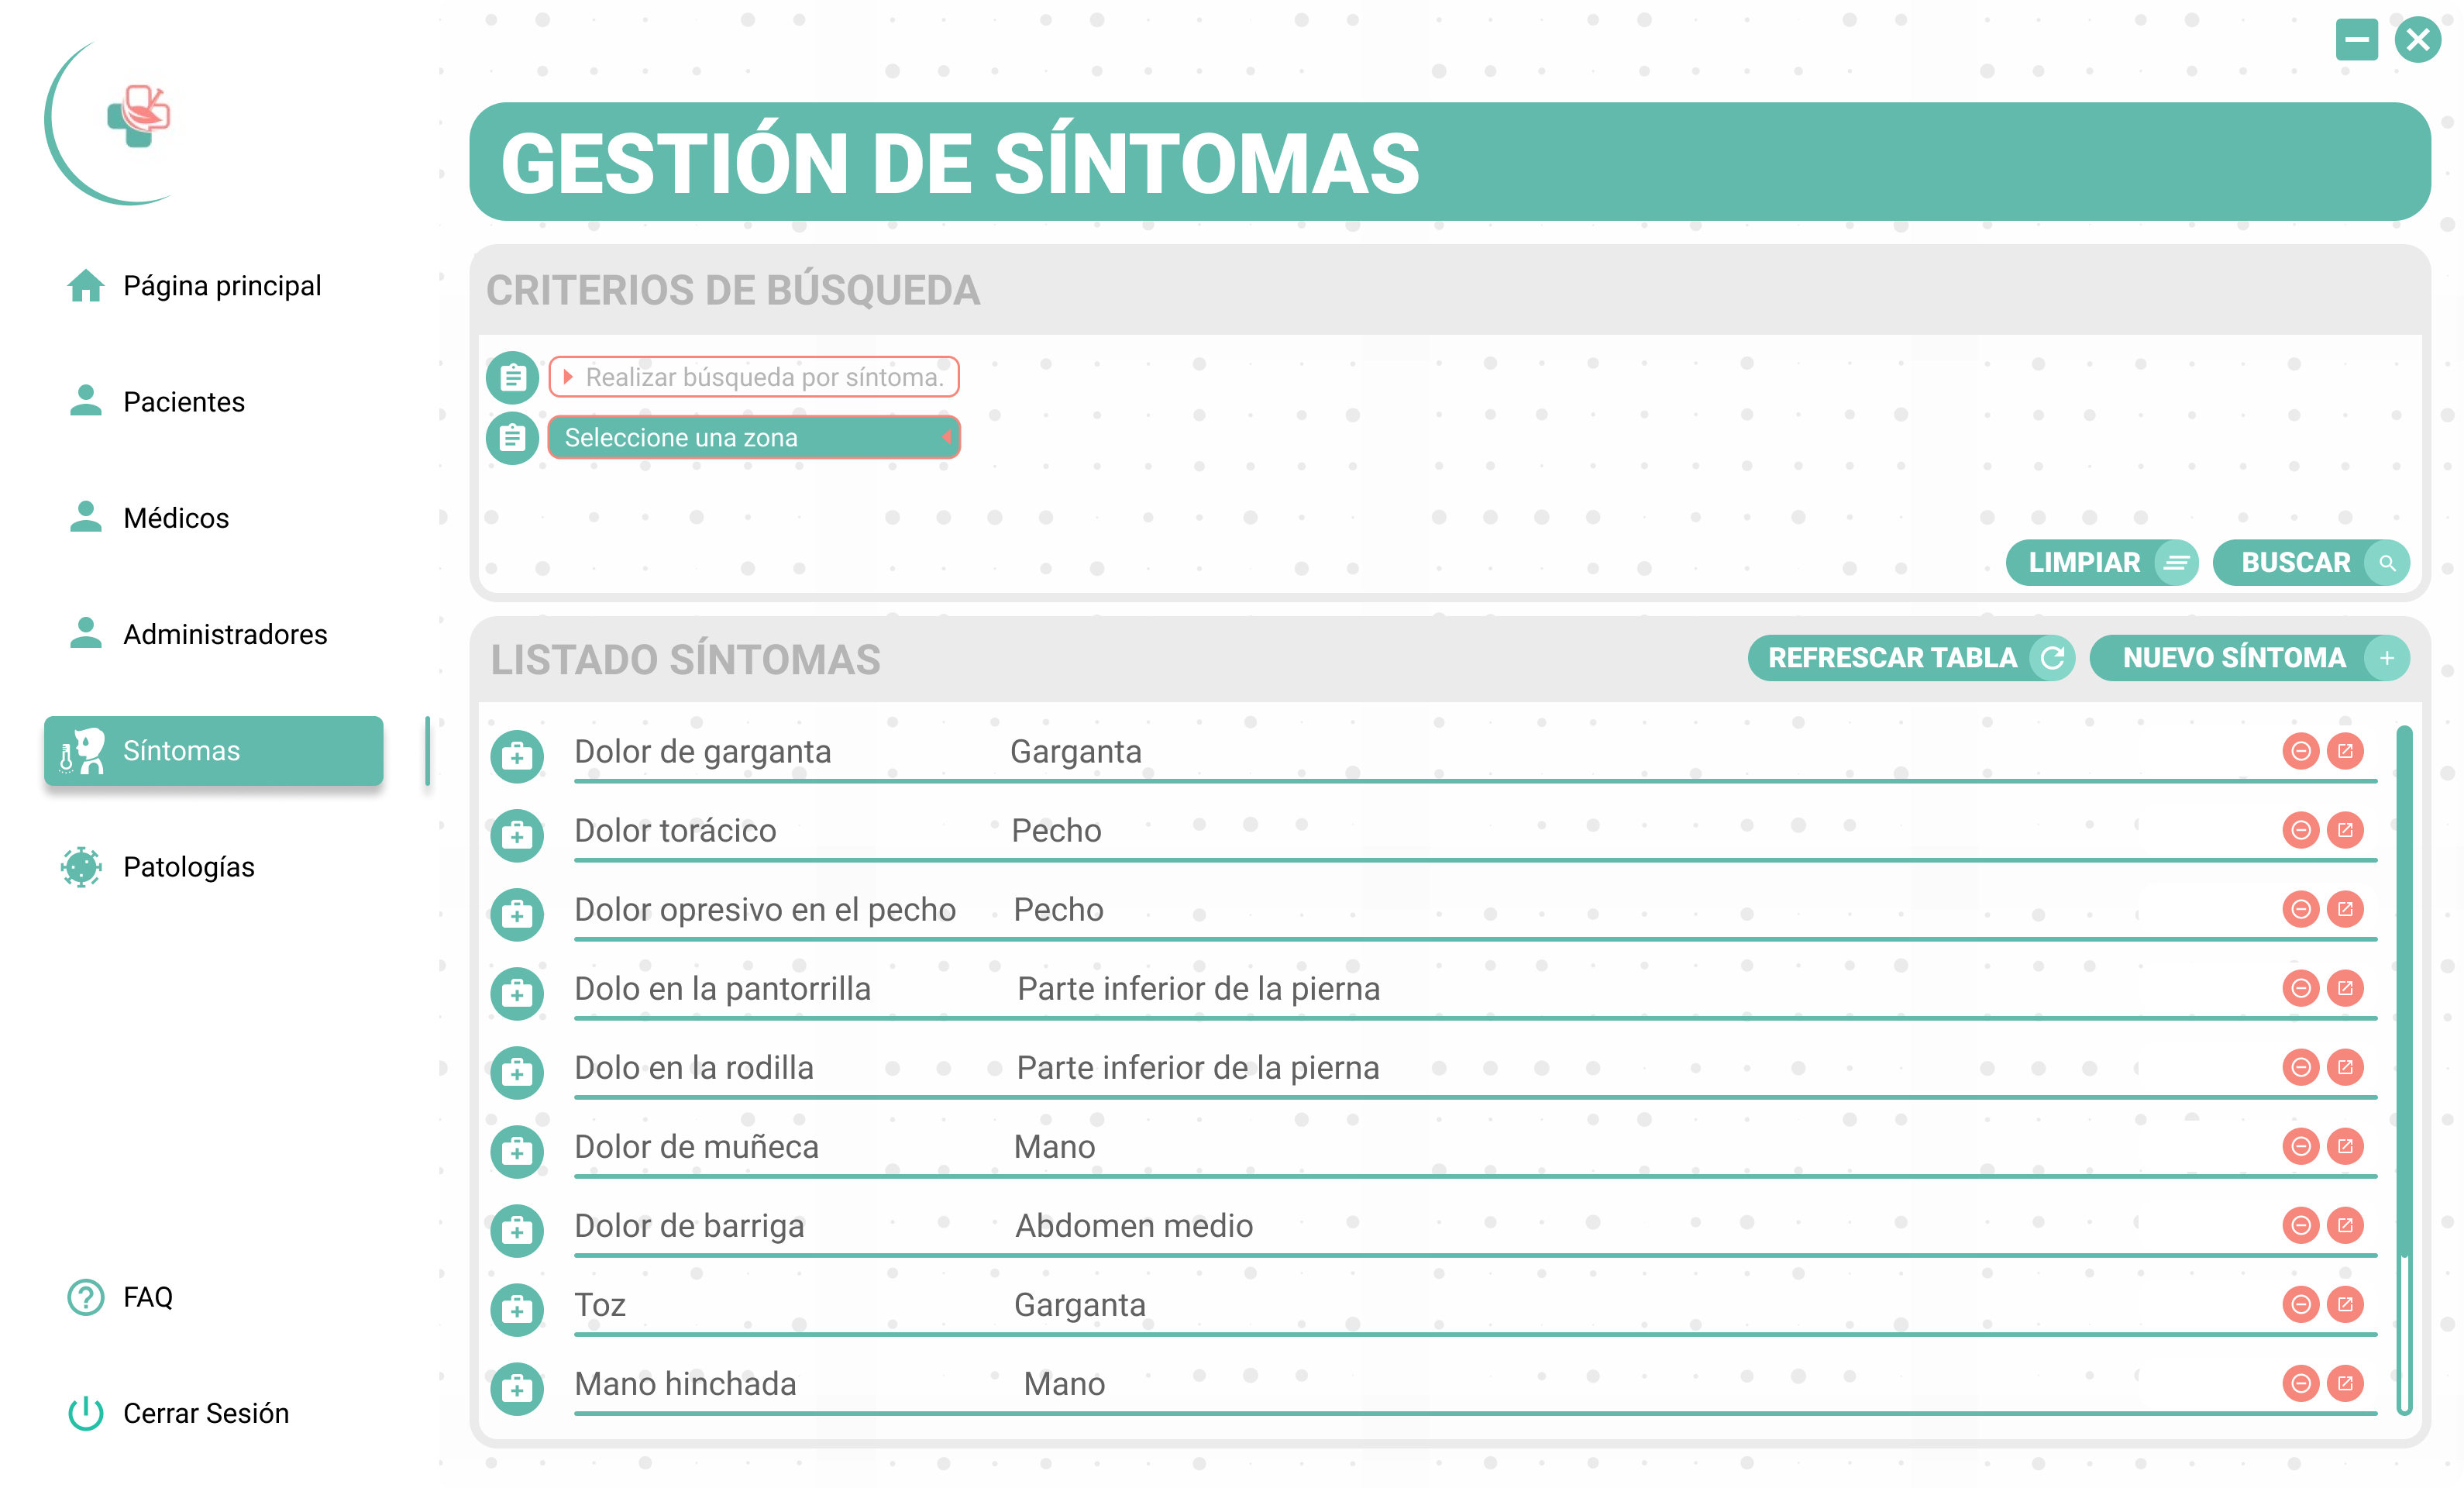 GESTIÓN DE SÍNTOMAS
Página principal
Pacientes
Médicos
Administradores
Síntomas
Patologías
FAQ
Cerrar Sesión
CRITERIOS DE BÚSQUEDA
Realizar búsqueda por síntoma.
Seleccione una zona
LIMPIAR
BUSCAR
LISTADO SÍNTOMAS
REFRESCAR TABLA
NUEVO SÍNTOMA
Dolor de garganta Garganta
Dolor torácico Pecho
Dolor opresivo en el pecho Pecho
Dolo en la pantorrilla Parte inferior de la pierna
Dolo en la rodilla Parte inferior de la pierna
Dolor de muñeca Mano
Dolor de barriga Abdomen medio
Toz Garganta
Mano hinchada Mano